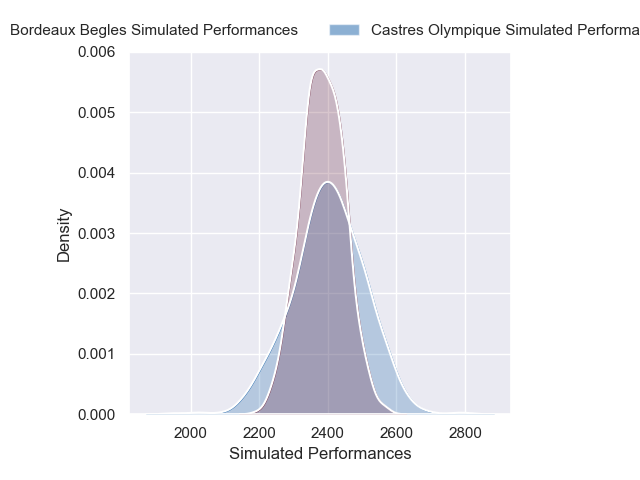 Bordeaux Begles Simulated Performances Castres Olympique Simulated Performa
0.006
0.005
0.004
0.003
0.002
0.001
0.000
Density
2000 2200 2400 2600 2800
Simulated Performances